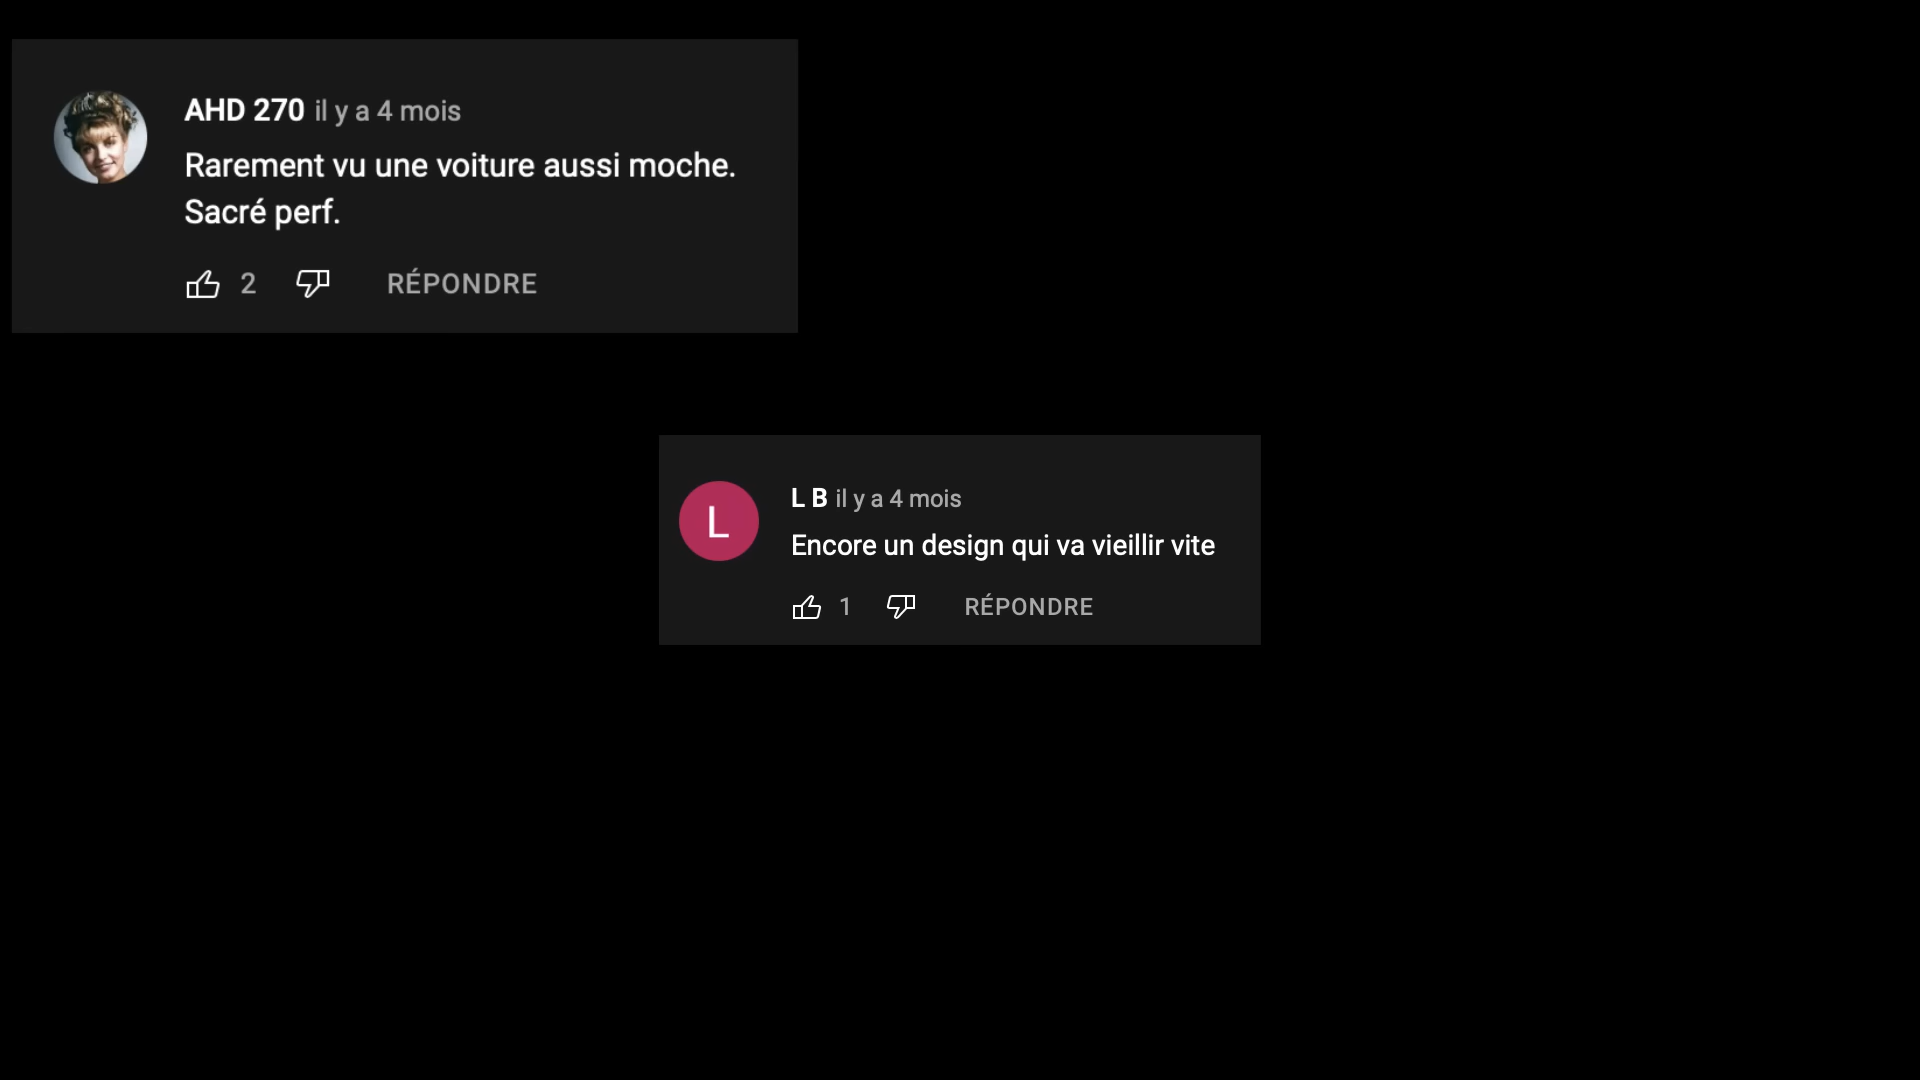 AHD 270 il y a 4 mois
Rarement vu une voiture aussi moche.
Sacré perf.
2 RÉPONDRE
L
L B il y a 4 mois
Encore un design qui va vieillir vite
1 RÉPONDRE